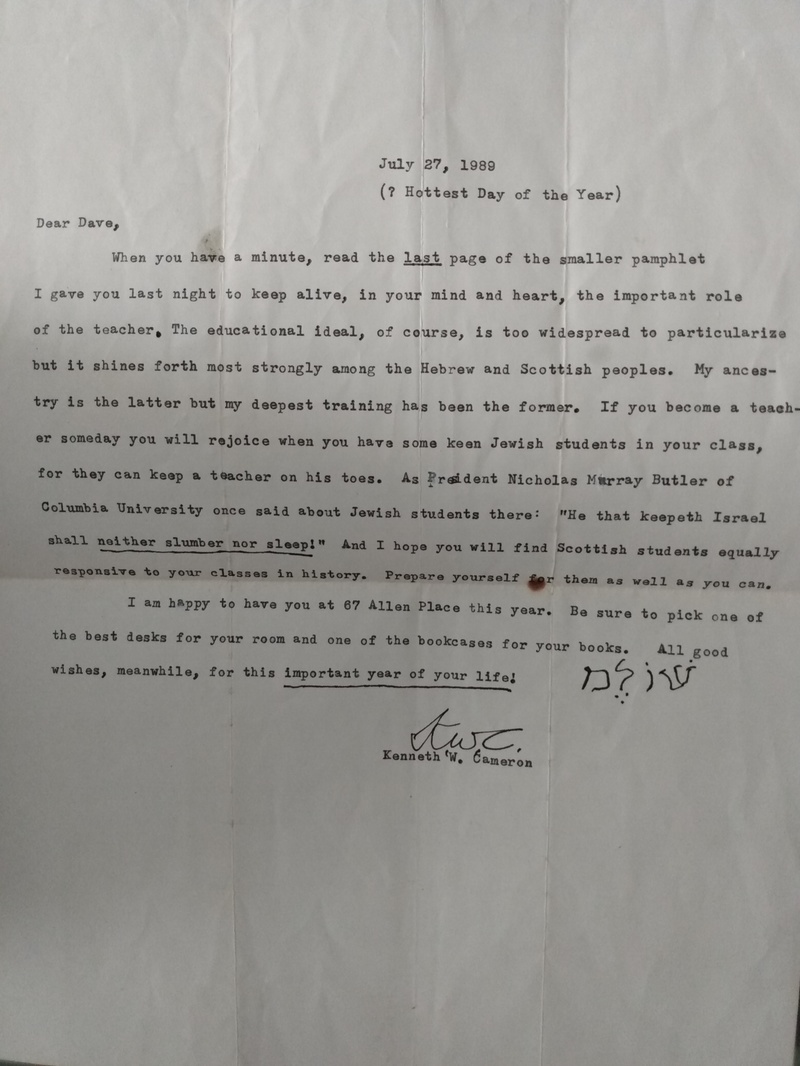 July 27, 1989
(? Hottest Day of the Year)
Dear Dave,
When you have a minute, read the last page of the smaller pamphlet
I gave you last night to keep alive, in your mind and heart, the important role
of the teacher. The educational ideal, of course, is too widespread to particularize
but it shines forth most strongly among the Hebrew and Scottish peoples. My ances-
try is the latter but my deepest training has been the former. If you become a teach-
er someday you will rejoice when you have some keen Jewish students in your class,
for they can keep a teacher on his toes. As President Nicholas Murray Butler of
Columbia University once said about Jewish students there: "He that keepeth Israel
shall neither slumber nor sleep!" And I hope you will find Scottish students equally
responsive to your classes in history. Prepare yourself for them as well as you can.
I am happy to have you at 67 Allen Place this year. Be sure to pick one of
the best desks for your room and one of the bookcases for your books. All good
wishes, meanwhile, for this important year of your life!
שׁוֹלֵמ
KWC.
Kenneth W. Cameron